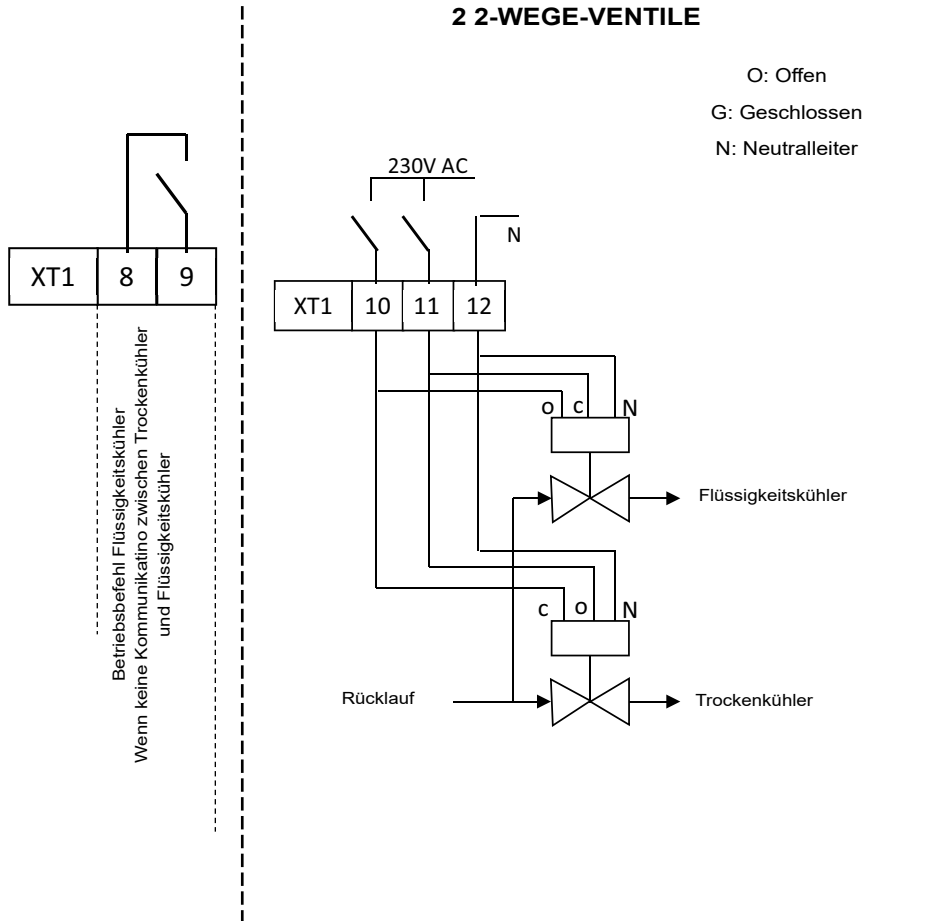 2 2-WEGE-VENTILE
O: Offen
G: Geschlossen
N: Neutralleiter
XT1 8 9
Betriebsbefehl Flüssigkeitskühler
Wenn keine Kommunikatino zwischen Trockenkühler
und Flüssigkeitskühler
230V AC
N
XT1 10 11 12
O C N
Flüssigkeitskühler
C O N
Rücklauf
Trockenkühler